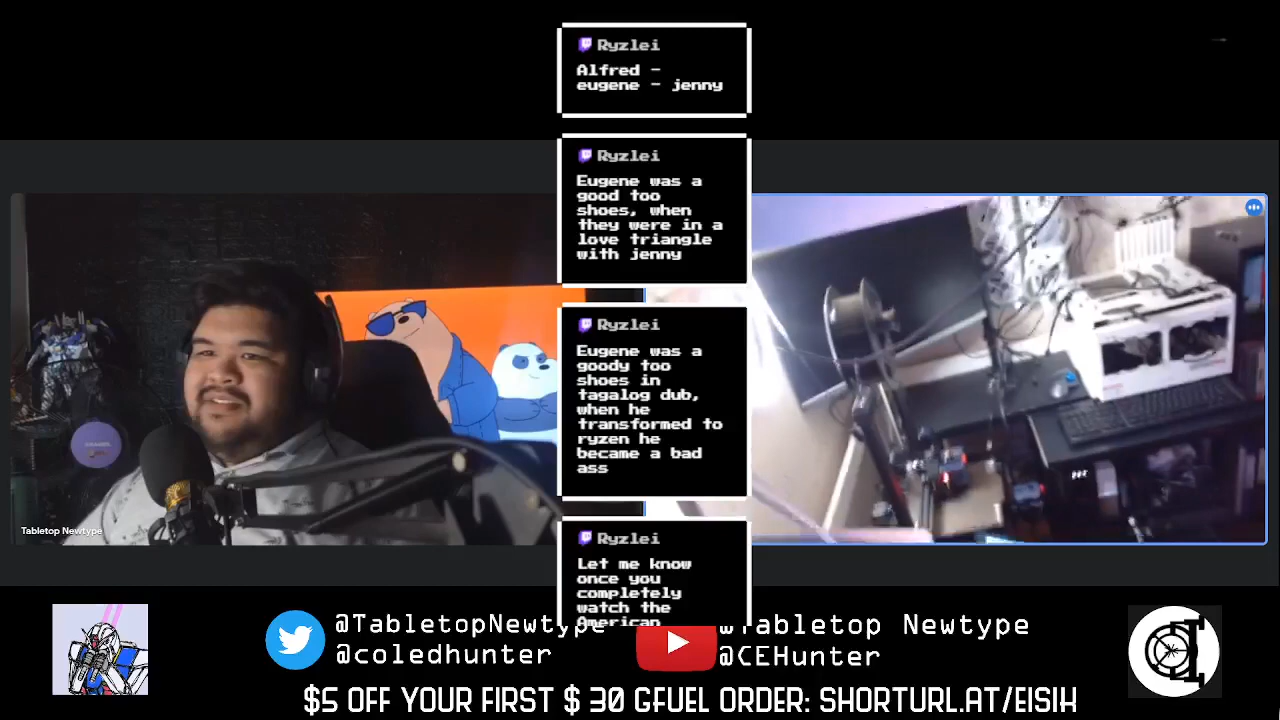 Ryzlei
Alfred -
eugene - jenny
Ryzlei
Eugene was a
good too
shoes, when
they were in a
love triangle
with jenny
Ryzlei
Eugene was a
goody too
shoes in
tagalog dub,
when he
transformed to
ryzen he
became a bad
ass
Ryzlei
Let me know
once you
completely
watch the
American
Tabletop Newtype
@TabletopNewtype
@coledhunter
@Tabletop Newtype
@CEHunter
$5 OFF YOUR FIRST $ 30 GFUEL ORDER: SHORTURL.AT/EISIH